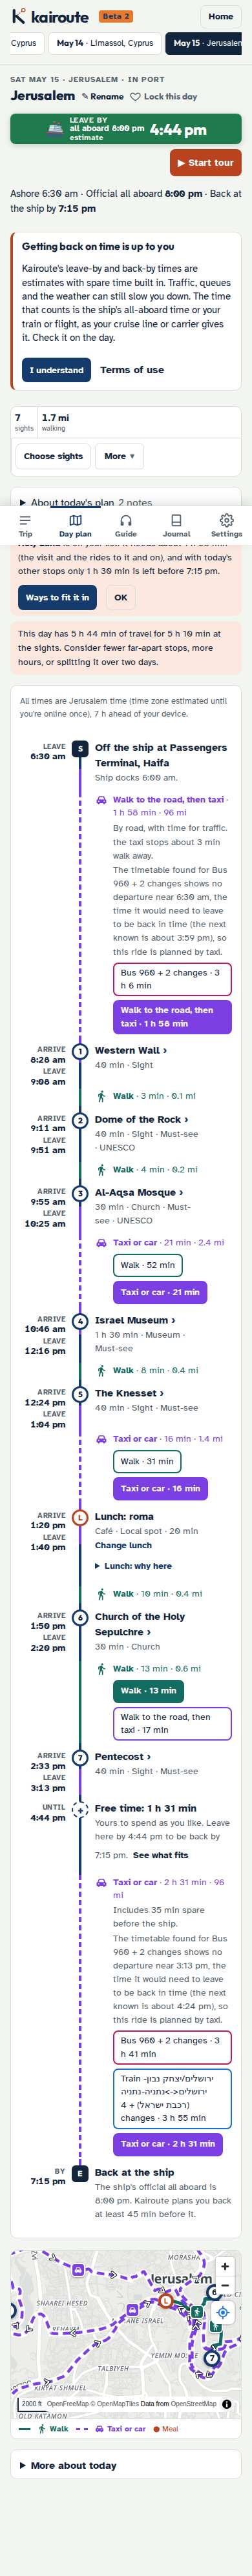 kairoute Beta 2 Home
Cyprus May 14 · Limassol, Cyprus May 15 · Jerusalem
SAT MAY 15 · JERUSALEM · IN PORT
Jerusalem Rename Lock this day
LEAVE BY
all aboard 8:00 pm
estimate
4:44 pm
Start tour
Ashore 6:30 am · Official all aboard 8:00 pm · Back at
the ship by 7:15 pm
Getting back on time is up to you
Kairoute's leave-by and back-by times are
estimates with some spare time built in. Traffic, queues
and the weather can still slow you down. The time
that counts is the ship's all-aboard time or
your train or flight, as your cruise line or carrier gives
it. Check it on the day.
I understand Terms of use
7
sights
1.7 mi
walking
Choose sights More ▾
About today's plan 2 notes
Trip Day plan Guide Journal Settings
visit (and the rides to it and on), and with today's
other stops only 1 h 30 min is left before 7:15 pm.
Ways to fit it in OK
This day has 5 h 44 min of travel for 5 h 10 min at
the sights. Consider fewer far-apart stops, more
hours, or splitting it over two days.
All times are Jerusalem time (time zone estimated until
you're online once), 7 h ahead of your device.
LEAVE
6:30 am
S
Off the ship at Passengers
Terminal, Haifa
Ship docks 6:00 am.
Walk to the road, then taxi ·
1 h 58 min · 96 mi
By road, with time for traffic.
the taxi stops about 3 min
walk away.
The timetable found for Bus
960 + 2 changes shows no
departure near 6:30 am, the
time it would need to leave
to be back in time (the next
known is about 3:59 pm), so
this ride is planned by taxi.
Bus 960 + 2 changes · 3
h 6 min
Walk to the road, then
taxi · 1 h 58 min
ARRIVE
8:28 am
LEAVE
9:08 am
1
Western Wall ›
40 min · Sight
Walk · 3 min · 0.1 mi
ARRIVE
9:11 am
LEAVE
9:51 am
2
Dome of the Rock ›
40 min · Sight · Must-see
· UNESCO
Walk · 4 min · 0.2 mi
ARRIVE
9:55 am
LEAVE
10:25 am
3
Al-Aqsa Mosque ›
30 min · Church · Must-
see · UNESCO
Taxi or car · 21 min · 2.4 mi
Walk · 52 min
Taxi or car · 21 min
ARRIVE
10:46 am
LEAVE
12:16 pm
4
Israel Museum ›
1 h 30 min · Museum ·
Must-see
Walk · 8 min · 0.4 mi
ARRIVE
12:24 pm
LEAVE
1:04 pm
5
The Knesset ›
40 min · Sight · Must-see
Taxi or car · 16 min · 1.4 mi
Walk · 31 min
Taxi or car · 16 min
ARRIVE
1:20 pm
LEAVE
1:40 pm
L
Lunch: roma
Café · Local spot · 20 min
Change lunch
Lunch: why here
Walk · 10 min · 0.4 mi
ARRIVE
1:50 pm
LEAVE
2:20 pm
6
Church of the Holy
Sepulchre ›
30 min · Church
Walk · 13 min · 0.6 mi
Walk · 13 min
Walk to the road, then
taxi · 17 min
ARRIVE
2:33 pm
LEAVE
3:13 pm
7
Pentecost ›
40 min · Sight · Must-see
UNTIL
4:44 pm
+
Free time: 1 h 31 min
Yours to spend as you like. Leave
here by 4:44 pm to be back by
7:15 pm. See what fits
Taxi or car · 2 h 31 min · 96
mi
Includes 35 min spare
before the ship.
The timetable found for Bus
960 + 2 changes shows no
departure near 3:13 pm, the
time it would need to leave
to be back in time (the next
known is about 4:24 pm), so
this ride is planned by taxi.
Bus 960 + 2 changes · 3
h 41 min
Train ירושלים/יצחק נבון-
ירושלים<->נתניה-נתניה
(רכבת ישראל) + 4
changes · 3 h 55 min
Taxi or car · 2 h 31 min
BY
7:15 pm
E
Back at the ship
The ship's official all aboard is
8:00 pm. Kairoute plans you back
at least 45 min before it.
MORASHA
Jerusalem
SHAAREI HESED
REHAVIA
TALBIYEH
KIRYAT SHMUEL
OLD KATAMON
L
7
+
−
2000 ft OpenFreeMap © OpenMapTiles Data from OpenStreetMap
Walk Taxi or car Meal
More about today